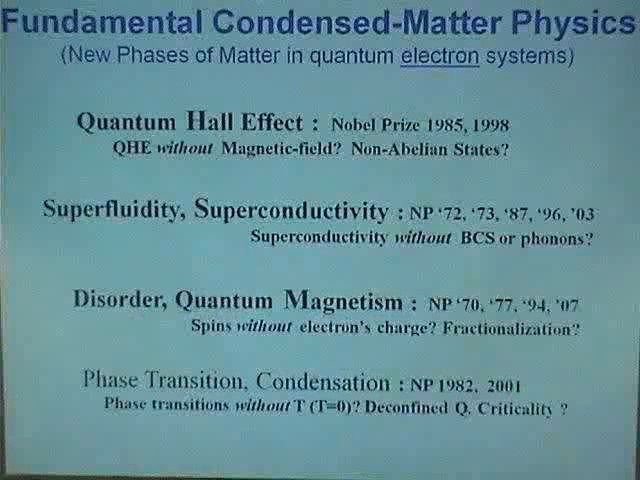 Fundamental Condensed-Matter Physics
(New Phases of Matter in quantum electron systems)
Quantum Hall Effect : Nobel Prize 1985, 1998
QHE without Magnetic-field? Non-Abelian States?
Superfluidity, Superconductivity : NP '72, '73, '87, '96, '03
Superconductivity without BCS or phonons?
Disorder, Quantum Magnetism : NP '70, '77, '94, '07
Spins without electron's charge? Fractionalization?
Phase Transition, Condensation : NP 1982, 2001
Phase transitions without T (T=0)? Deconfined Q. Criticality ?